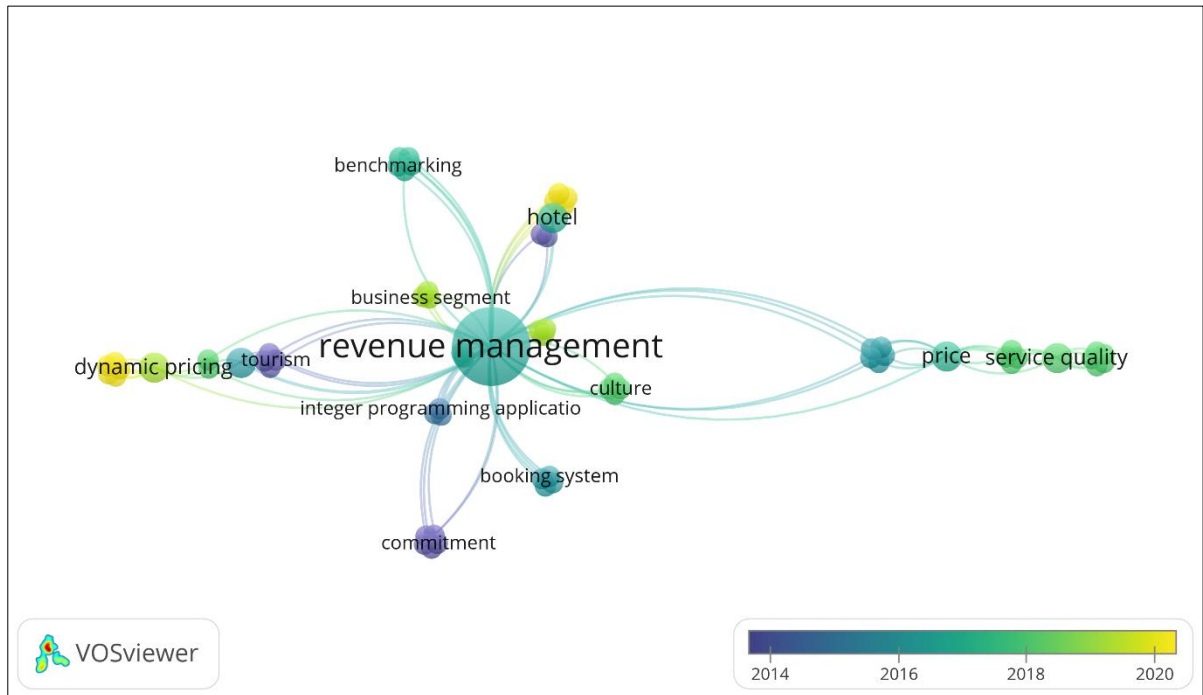 benchmarking
hotel
business segment
revenue management
dynamic pricing
tourism
price
service quality
culture
integer programming applicatio
booking system
commitment
VOSviewer
2014
2016
2018
2020